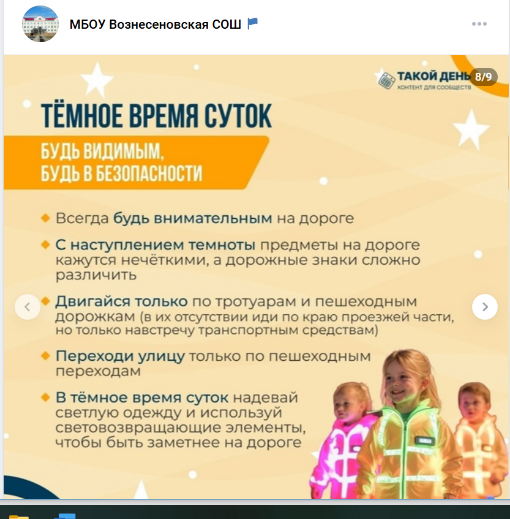 МБОУ Вознесеновская СОШ
ТАКОЙ ДЕНЬ
КОНТЕНТ ДЛЯ СООБЩЕСТВ
8/9
ТЁМНОЕ ВРЕМЯ СУТОК
БУДЬ ВИДИМЫМ,
БУДЬ В БЕЗОПАСНОСТИ
Всегда будь внимательным на дороге
С наступлением темноты предметы на дороге
кажутся нечёткими, а дорожные знаки сложно
различить
Двигайся только по тротуарам и пешеходным
дорожкам (в их отсутствии иди по краю проезжей части,
но только навстречу транспортным средствам)
Переходи улицу только по пешеходным
переходам
В тёмное время суток надевай
светлую одежду и используй
световозвращающие элементы,
чтобы быть заметнее на дороге